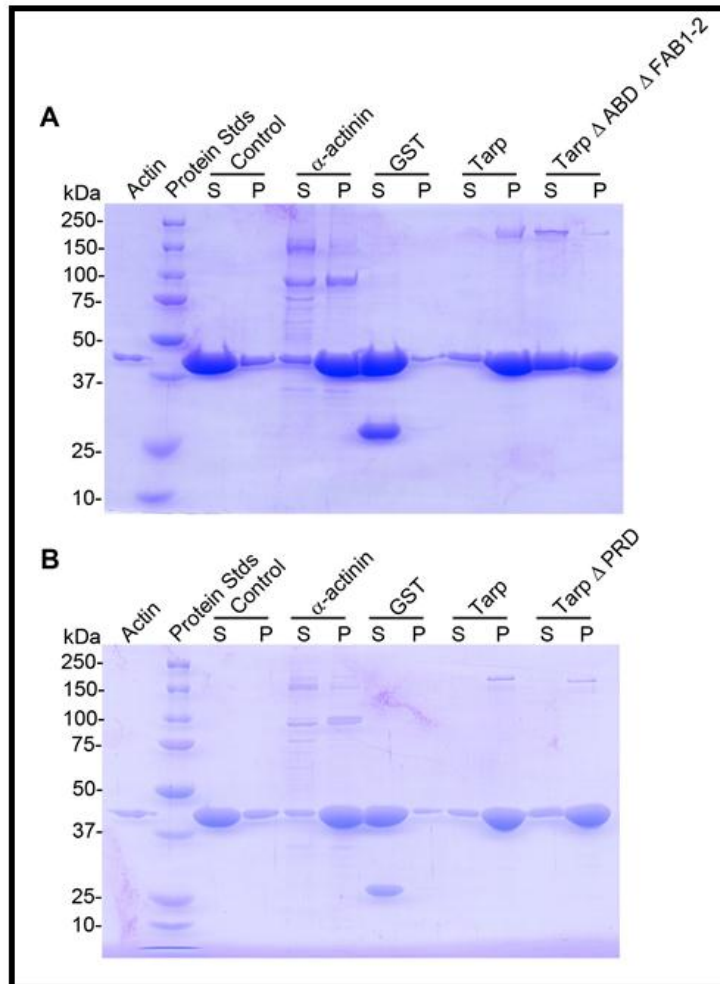 A
Actin
Protein Stds
Control
α-actinin
GST
Tarp
Tarp Δ ABD Δ FAB1-2
kDa S P S P S P S P S P
250-
150-
100-
75-
50-
37-
25-
10-
B
Actin
Protein Stds
Control
α-actinin
GST
Tarp
Tarp Δ PRD
kDa S P S P S P S P S P
250-
150-
100-
75-
50-
37-
25-
10-